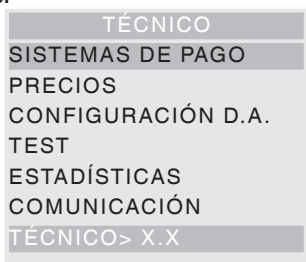 TÉCNICO
SISTEMAS DE PAGO
PRECIOS
CONFIGURACIÓN D.A.
TEST
ESTADÍSTICAS
COMUNICACIÓN
TÉCNICO> X.X